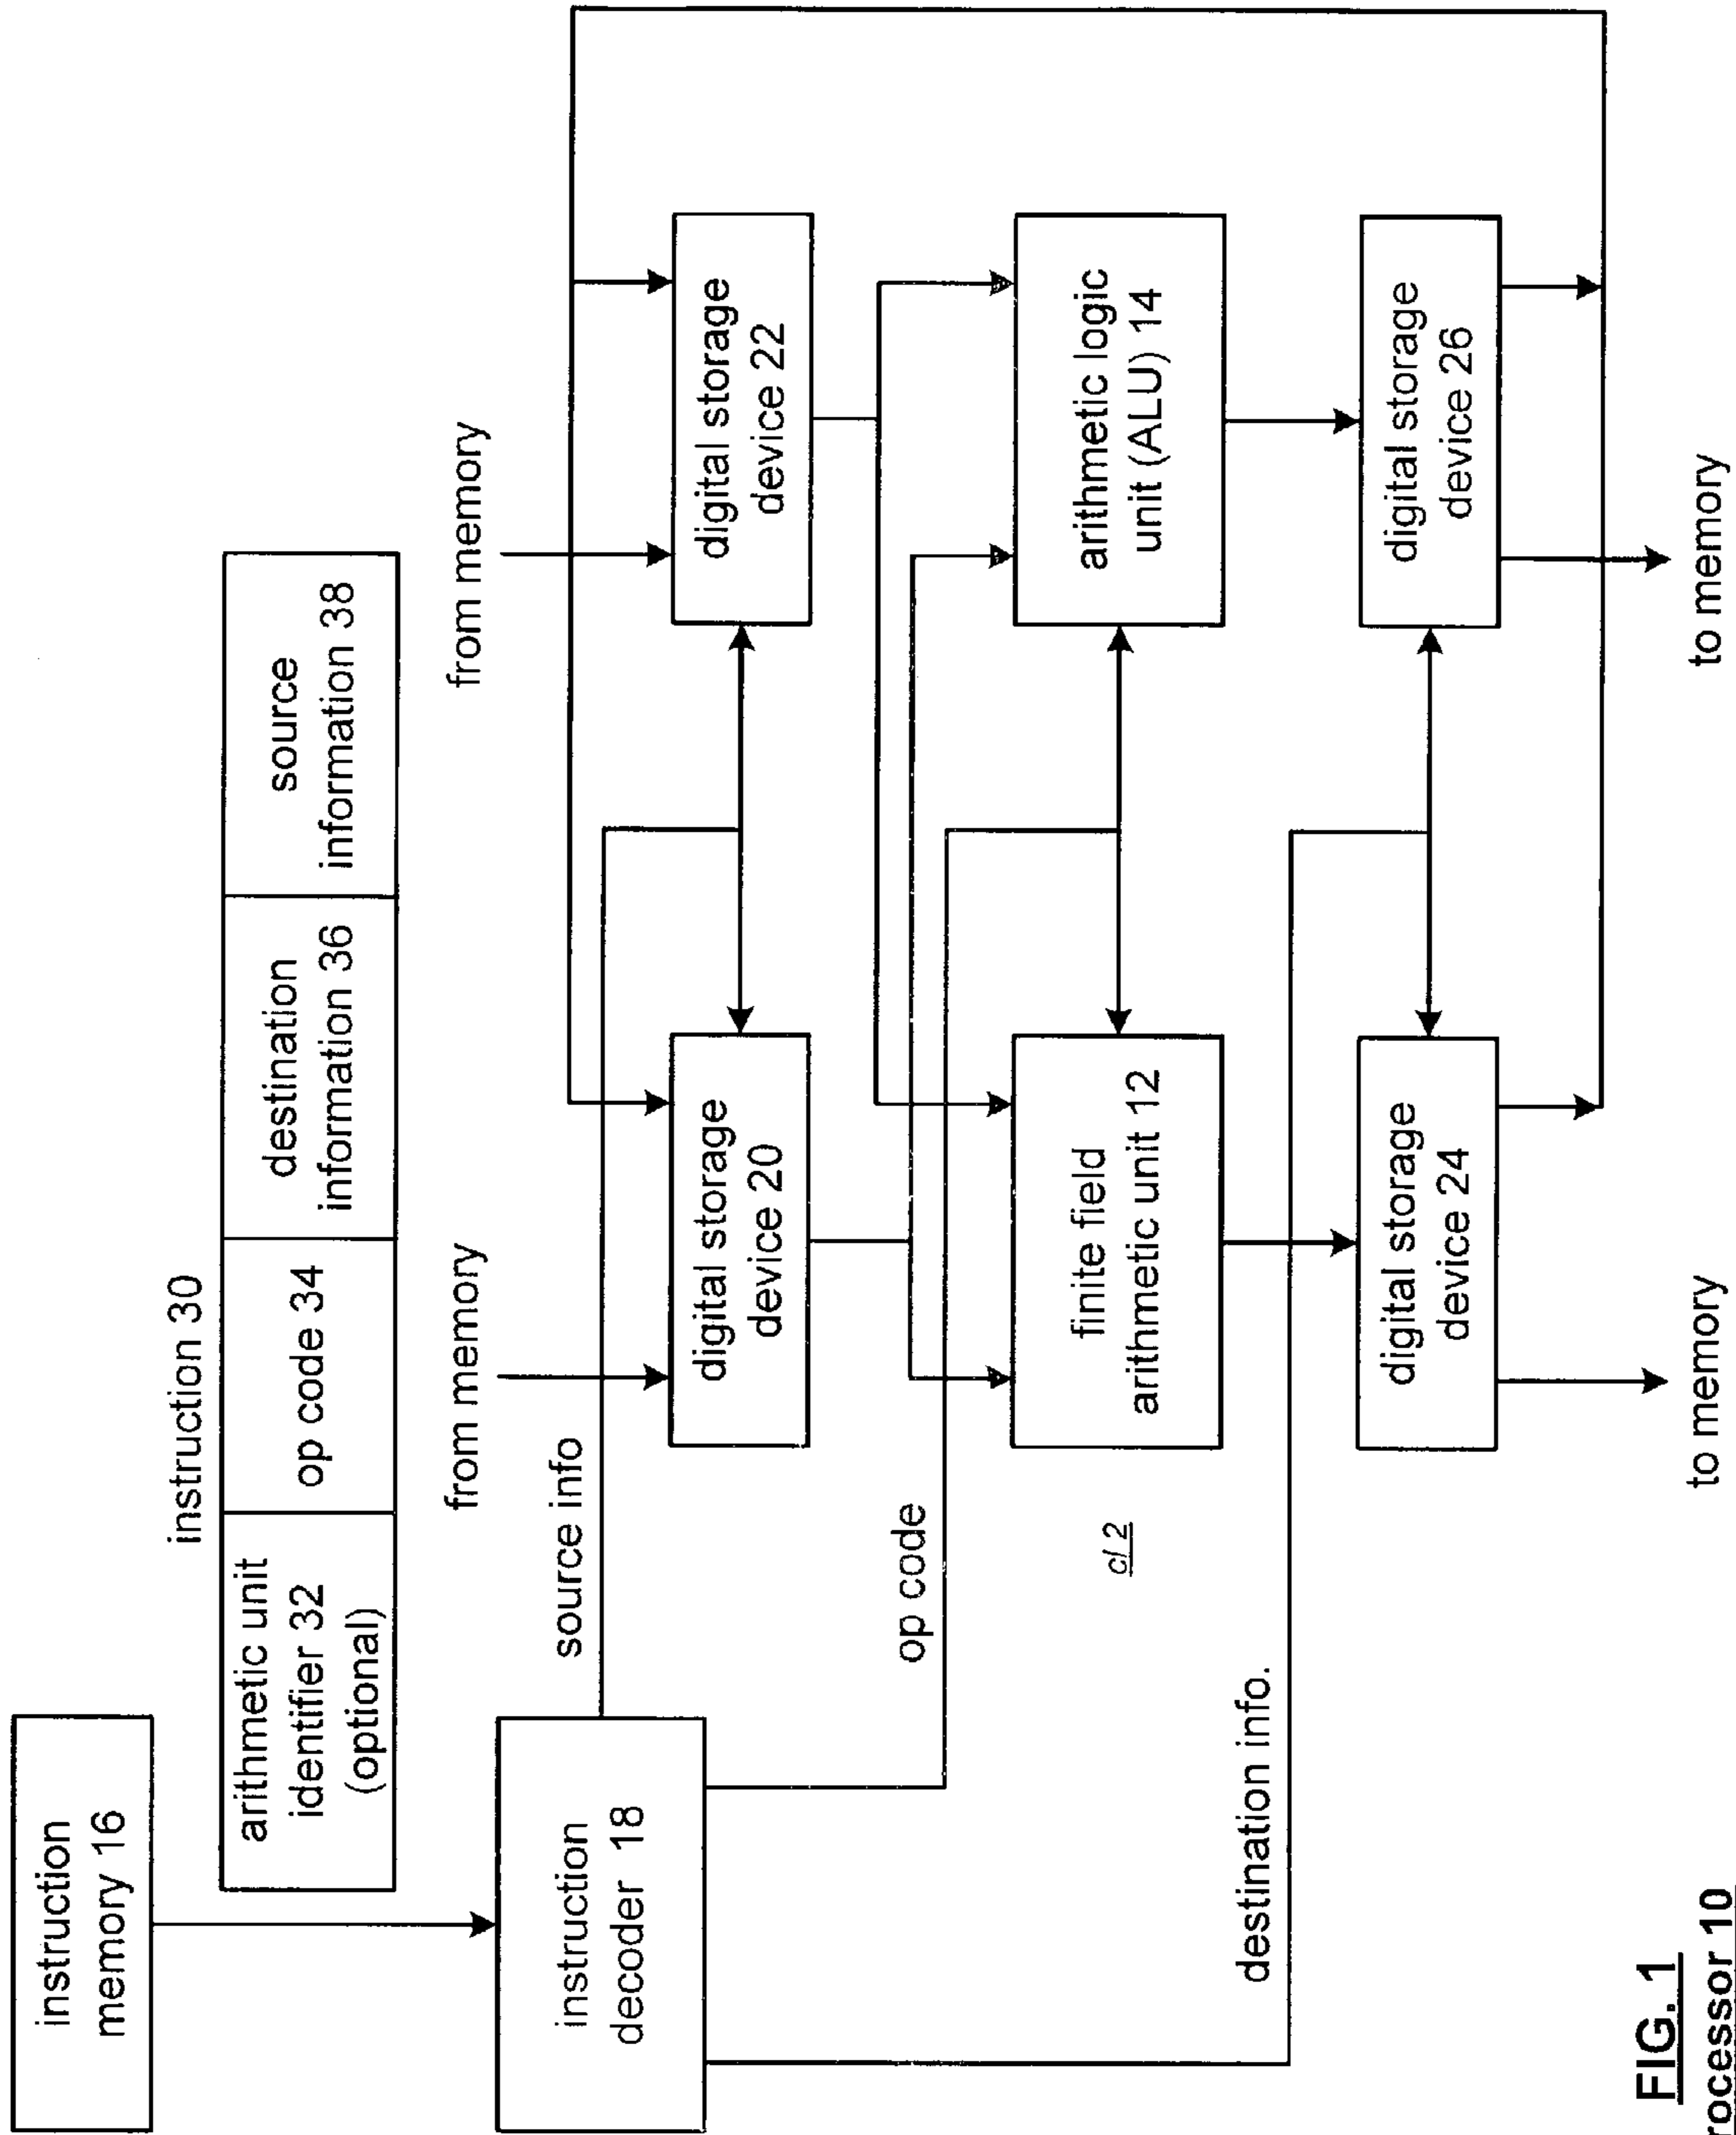 instruction
memory 16
instruction 30
arithmetic unit
identifier 32
(optional)
op code 34
destination
information 36
source
information 38
instruction
decoder 18
source info
op code
destination info.
from memory
from memory
digital storage
device 20
digital storage
device 22
cl 2
finite field
arithmetic unit 12
arithmetic logic
unit (ALU) 14
digital storage
device 24
digital storage
device 26
to memory
to memory
FIG. 1
rocessor 10